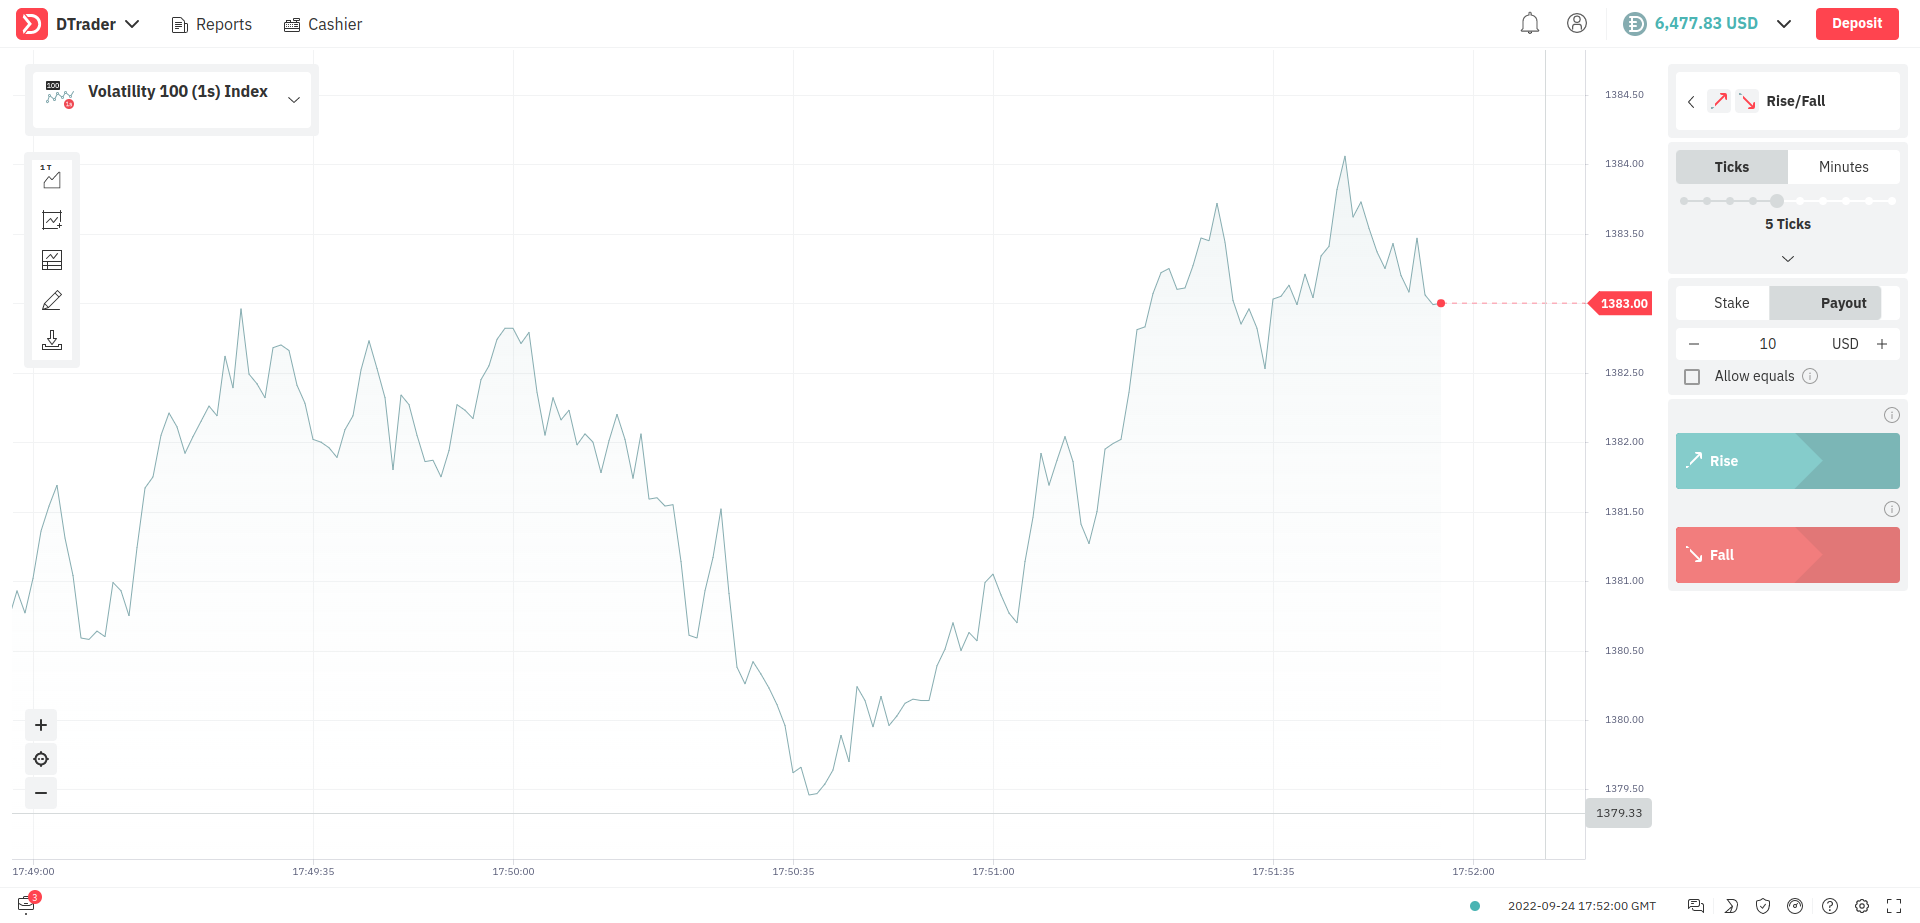 DTrader
Reports
Cashier
6,477.83 USD
Deposit
100
1s
Volatility 100 (1s) Index
1 T
1384.50
1384.00
1383.50
1383.00
1382.50
1382.00
1381.50
1381.00
1380.50
1380.00
1379.50
1379.33
17:49:00
17:49:35
17:50:00
17:50:35
17:51:00
17:51:35
17:52:00
Rise/Fall
Ticks
Minutes
5 Ticks
Stake
Payout
10
USD
Allow equals
Rise
Fall
3
2022-09-24 17:52:00 GMT